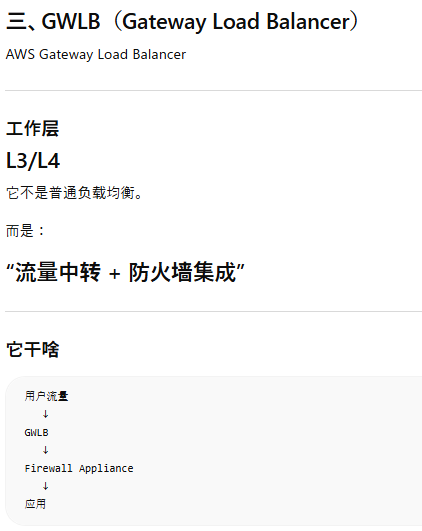 三、GWLB（Gateway Load Balancer）
AWS Gateway Load Balancer
工作层
L3/L4
它不是普通负载均衡。
而是：
“流量中转 + 防火墙集成”
它干啥
用户流量
↓
GWLB
↓
Firewall Appliance
↓
应用